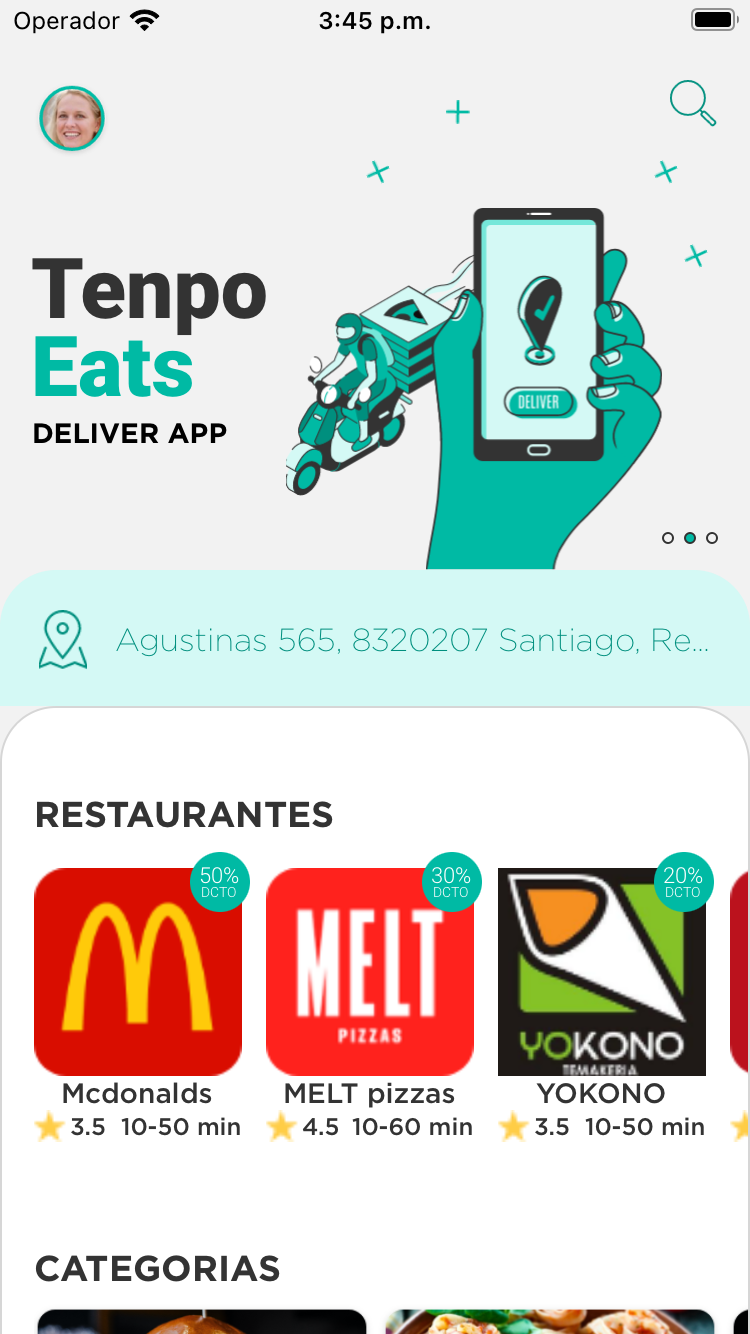 Operador 3:45 p.m.
Tenpo
Eats
DELIVER APP
DELIVER
Agustinas 565, 8320207 Santiago, Re...
RESTAURANTES
50%
DCTO
30%
DCTO
20%
DCTO
MELT
PIZZAS
YOKONO
TEMAKERIA
Mcdonalds
MELT pizzas
YOKONO
3.5 10-50 min
4.5 10-60 min
3.5 10-50 min
CATEGORIAS